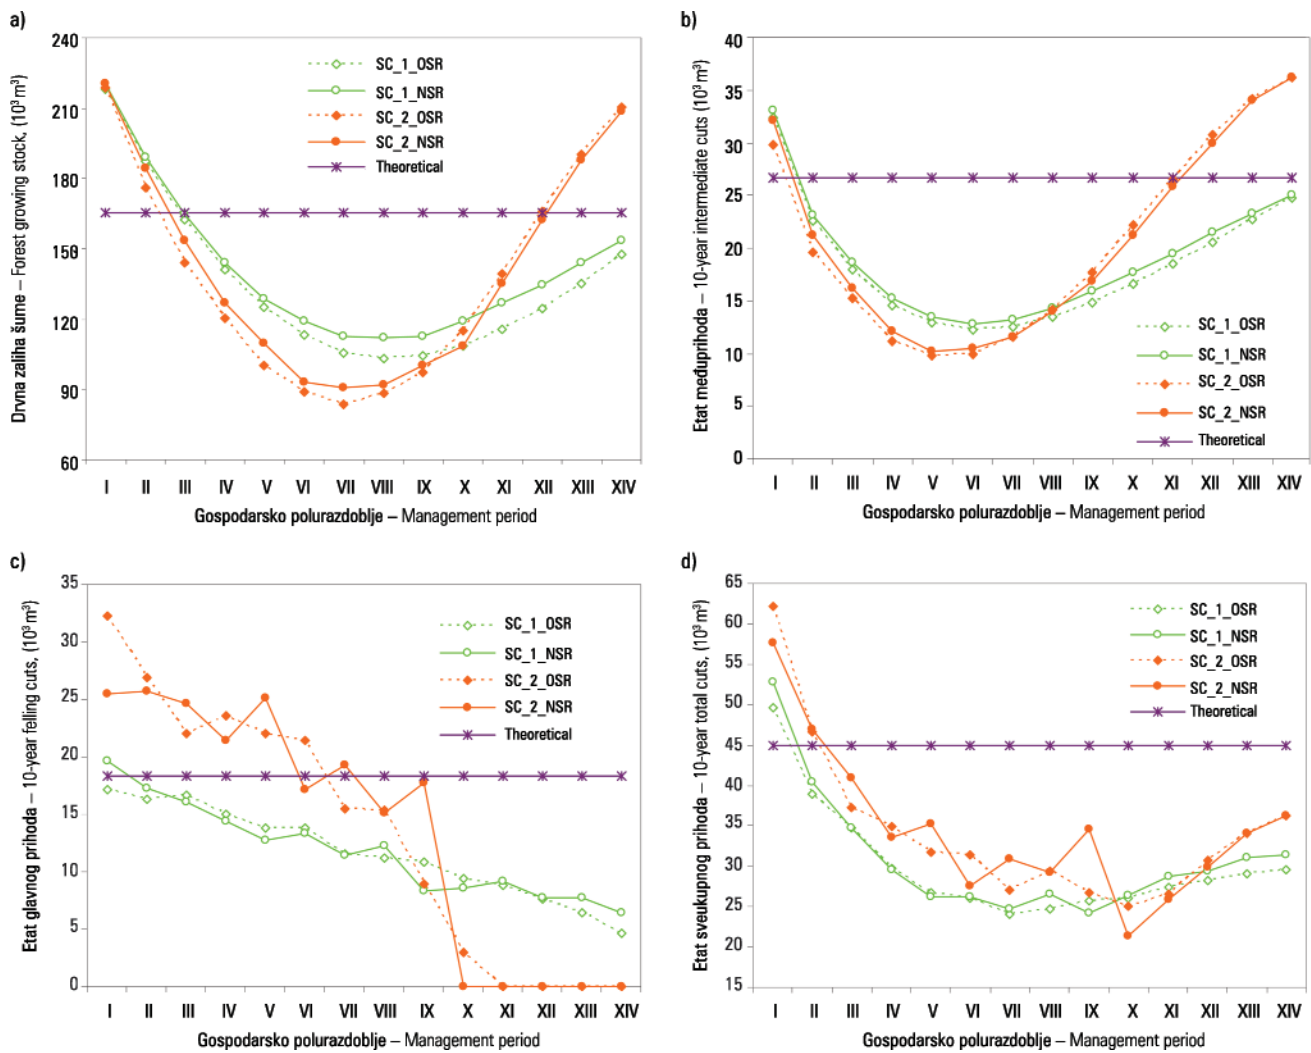 a)
Drvna zaliha šume – Forest growing stock, (10³ m³)
240
210
180
150
120
90
60
SC_1_OSR
SC_1_NSR
SC_2_OSR
SC_2_NSR
Theoretical
I II III IV V VI VII VIII IX X XI XII XIII XIV
Gospodarsko polurazdoblje – Management period
b)
Etat međuprihoda – 10-year intermediate cuts (10³ m³)
40
35
30
25
20
15
10
5
0
SC_1_OSR
SC_1_NSR
SC_2_OSR
SC_2_NSR
Theoretical
I II III IV V VI VII VIII IX X XI XII XIII XIV
Gospodarsko polurazdoblje – Management period
c)
Etat glavnog prihoda – 10-year felling cuts, (10³ m³)
35
30
25
20
15
10
5
0
SC_1_OSR
SC_1_NSR
SC_2_OSR
SC_2_NSR
Theoretical
I II III IV V VI VII VIII IX X XI XII XIII XIV
Gospodarsko polurazdoblje – Management period
d)
Etat sveukupnog prihoda – 10-year total cuts, (10³ m³)
65
60
55
50
45
40
35
30
25
20
15
SC_1_OSR
SC_1_NSR
SC_2_OSR
SC_2_NSR
Theoretical
I II III IV V VI VII VIII IX X XI XII XIII XIV
Gospodarsko polurazdoblje – Management period